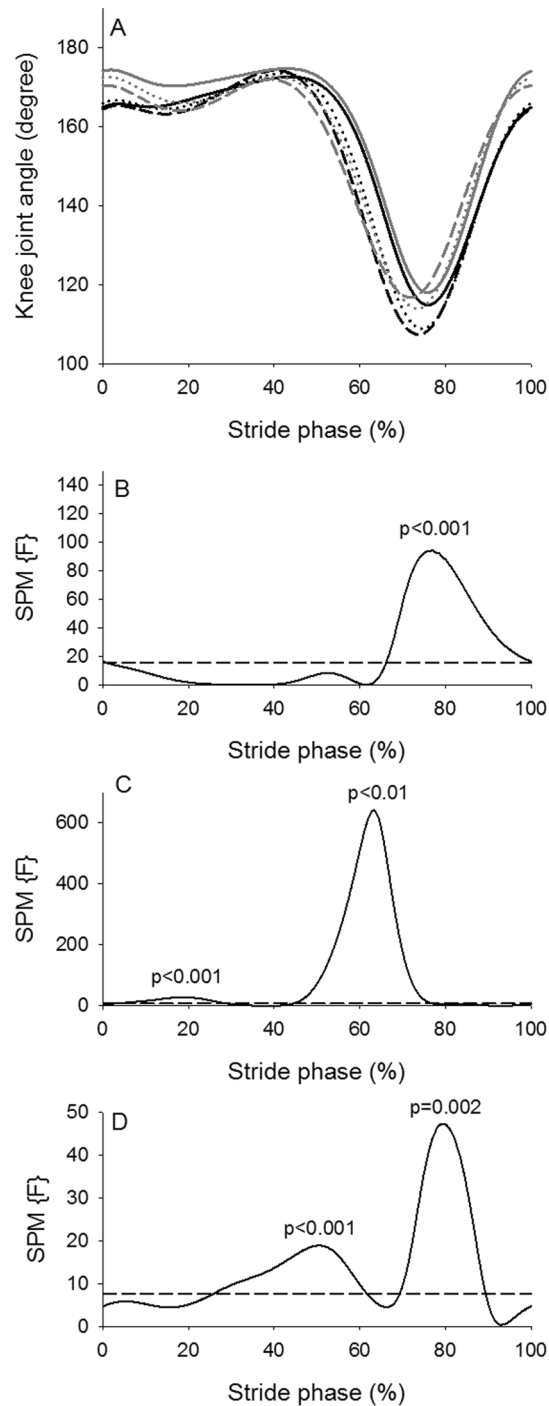 A
180
160
140
120
100
Knee joint angle (degree)
0 20 40 60 80 100
Stride phase (%)
B
140
120
100
80
60
40
20
0
SPM {F}
p<0.001
0 20 40 60 80 100
Stride phase (%)
C
600
400
200
0
SPM {F}
p<0.01
p<0.001
0 20 40 60 80 100
Stride phase (%)
D
50
40
30
20
10
0
SPM {F}
p=0.002
p<0.001
0 20 40 60 80 100
Stride phase (%)